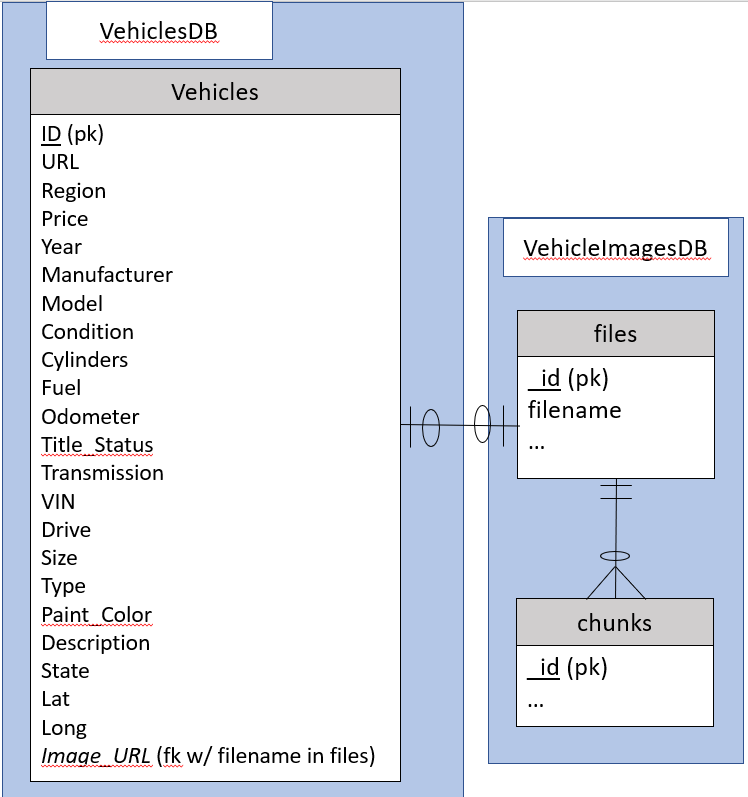 VehiclesDB
Vehicles
ID (pk)
URL
Region
Price
Year
Manufacturer
Model
Condition
Cylinders
Fuel
Odometer
Title_Status
Transmission
VIN
Drive
Size
Type
Paint_Color
Description
State
Lat
Long
Image_URL (fk w/ filename in files)
VehicleImagesDB
files
_id (pk)
filename
...
chunks
_id (pk)
...